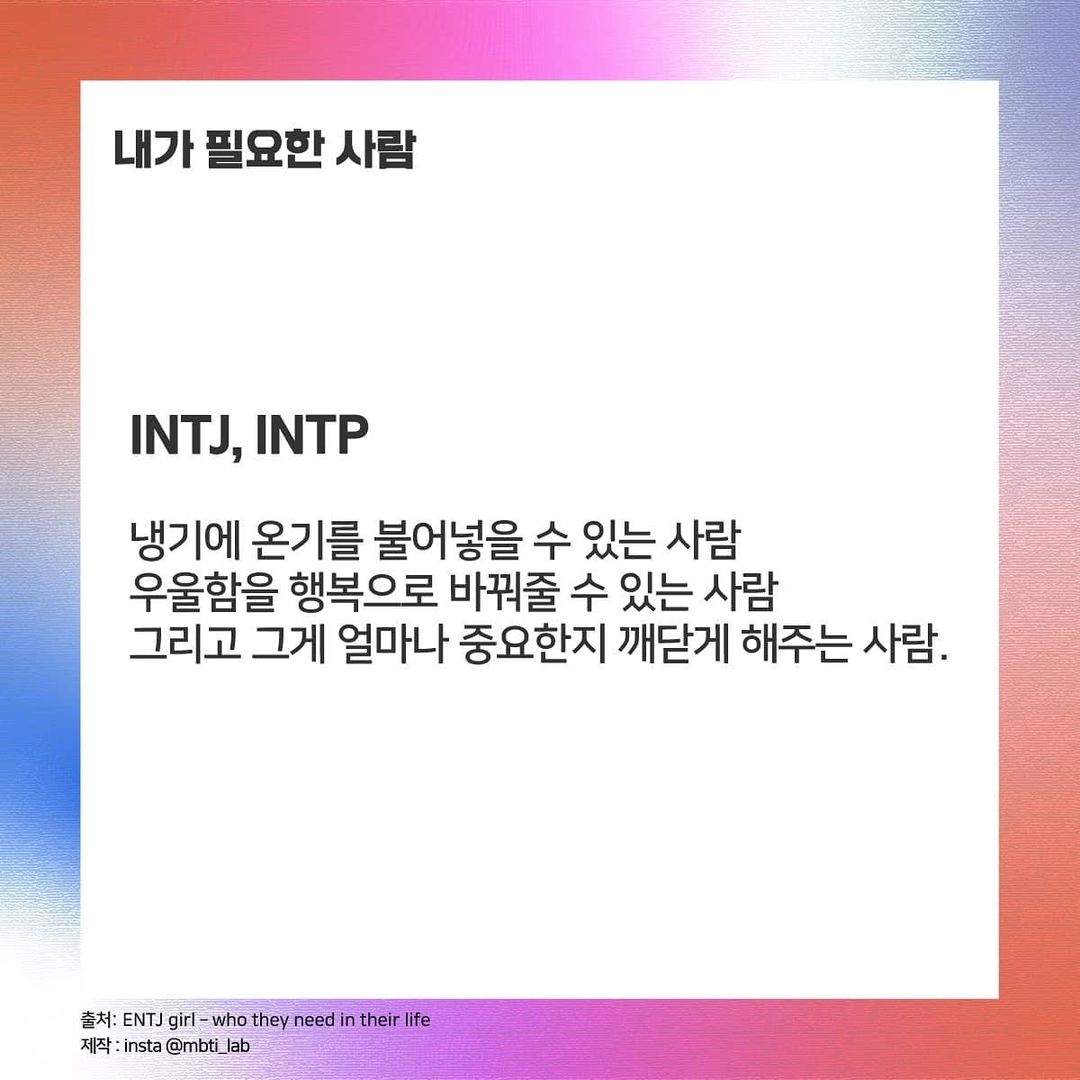 내가 필요한 사람
INTJ, INTP
냉기에 온기를 불어넣을 수 있는 사람
우울함을 행복으로 바꿔줄 수 있는 사람
그리고 그게 얼마나 중요한지 깨닫게 해주는 사람.
출처: ENTJ girl – who they need in their life
제작 : insta @mbti_lab